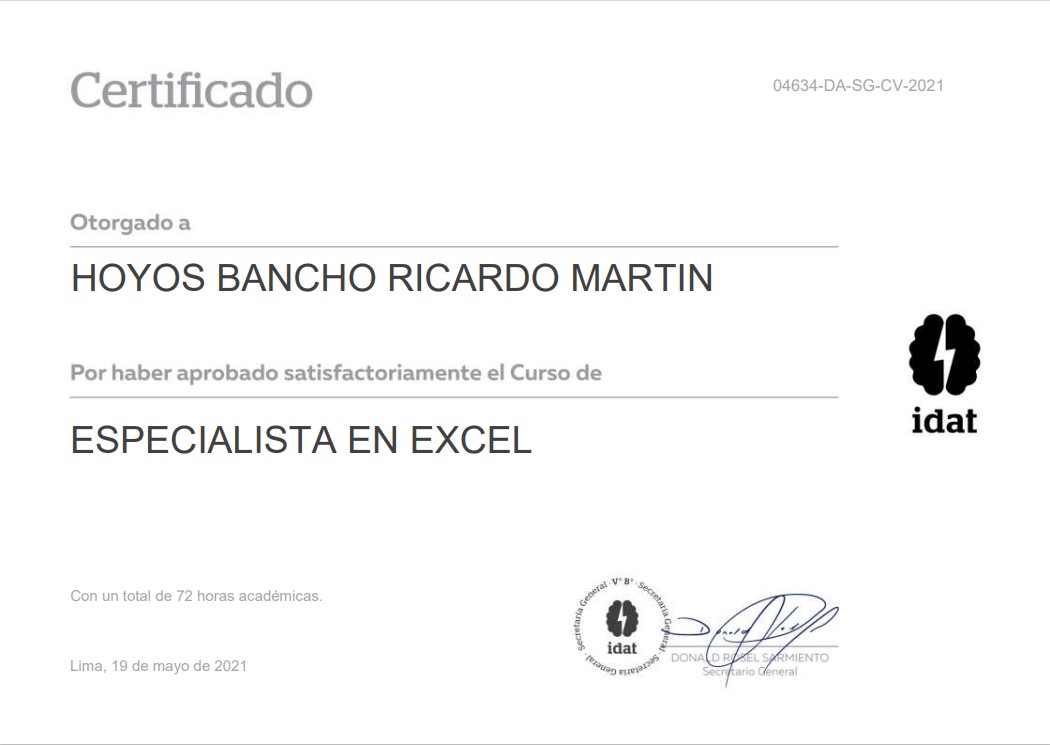 Certificado
04634-DA-SG-CV-2021
Otorgado a
HOYOS BANCHO RICARDO MARTIN
Por haber aprobado satisfactoriamente el Curso de
idat
ESPECIALISTA EN EXCEL
Con un total de 72 horas académicas.
· V° B° · Secretaría General · Secretaría General · Secretaría General
idat
DONALD ROSEL SARMIENTO
Secretario General
Lima, 19 de mayo de 2021